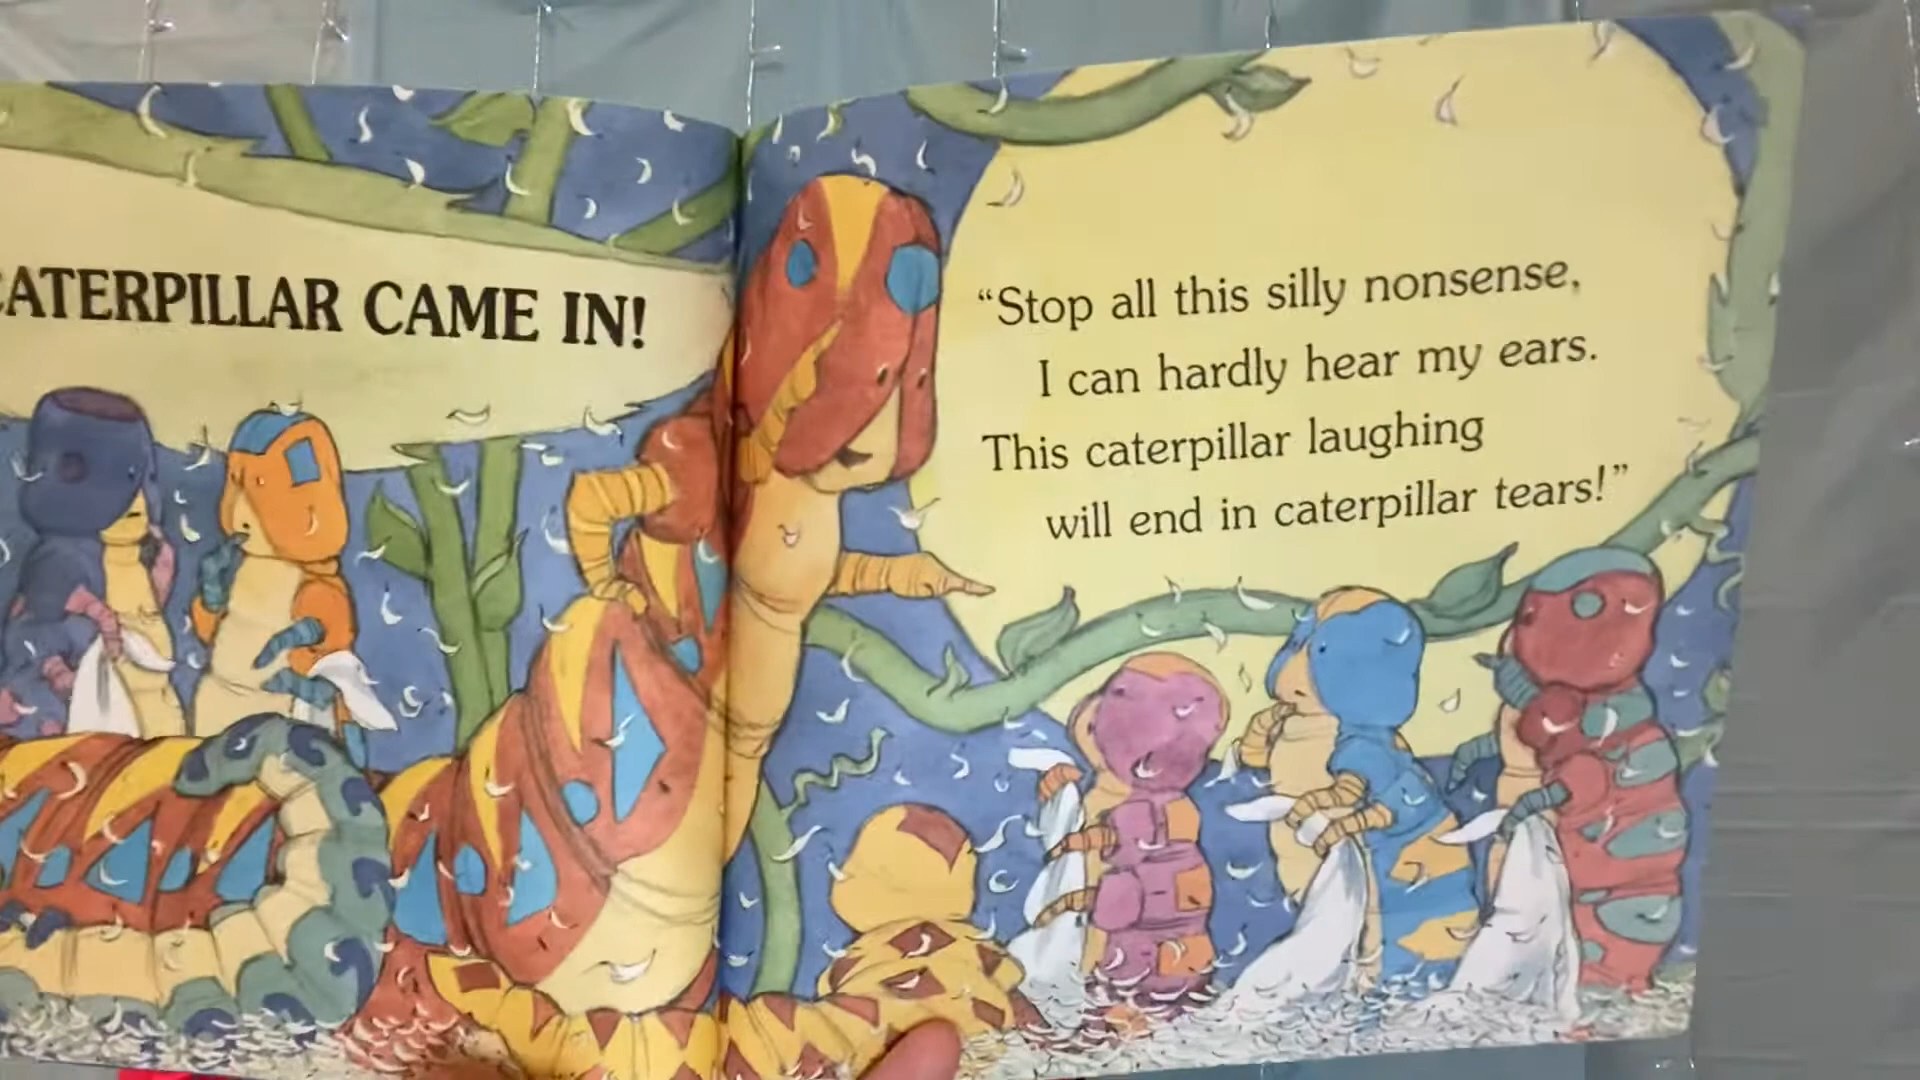 CATERPILLAR CAME IN!
“Stop all this silly nonsense,
I can hardly hear my ears.
This caterpillar laughing
will end in caterpillar tears!”